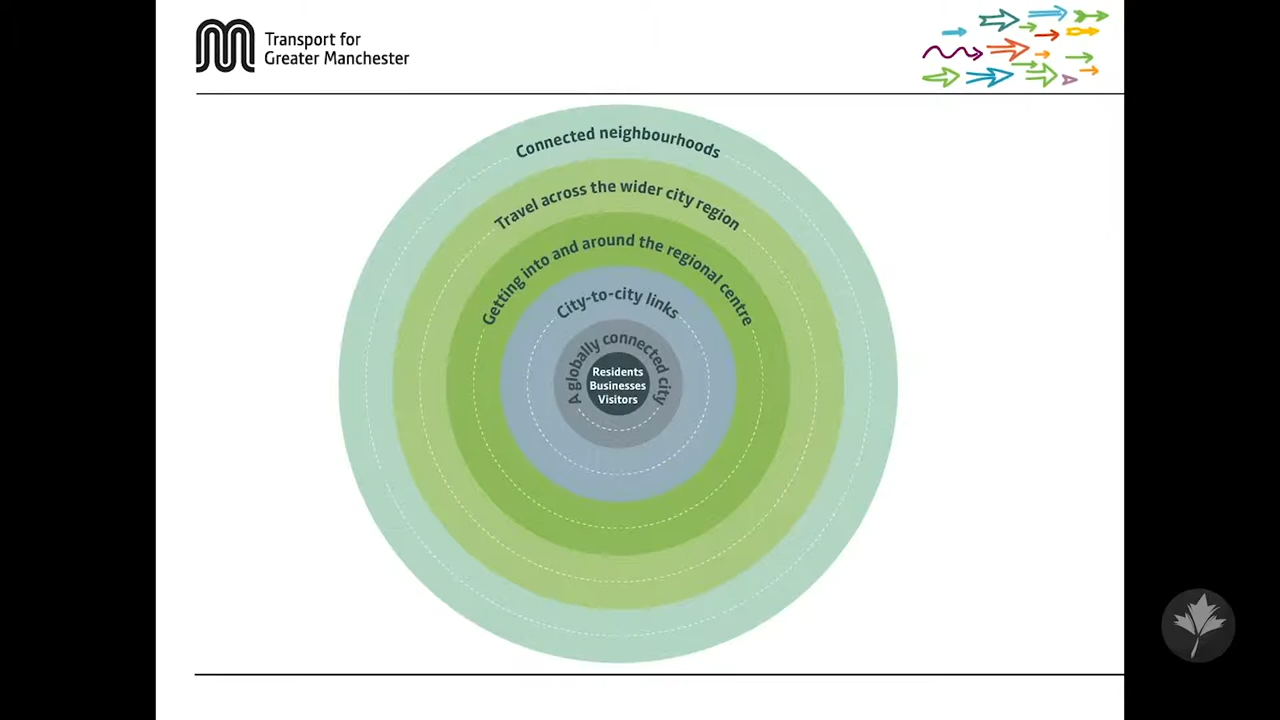 Transport for
Greater Manchester
Connected neighbourhoods
Travel across the wider city region
Getting into and around the regional centre
City-to-city links
A globally connected city
Residents
Businesses
Visitors